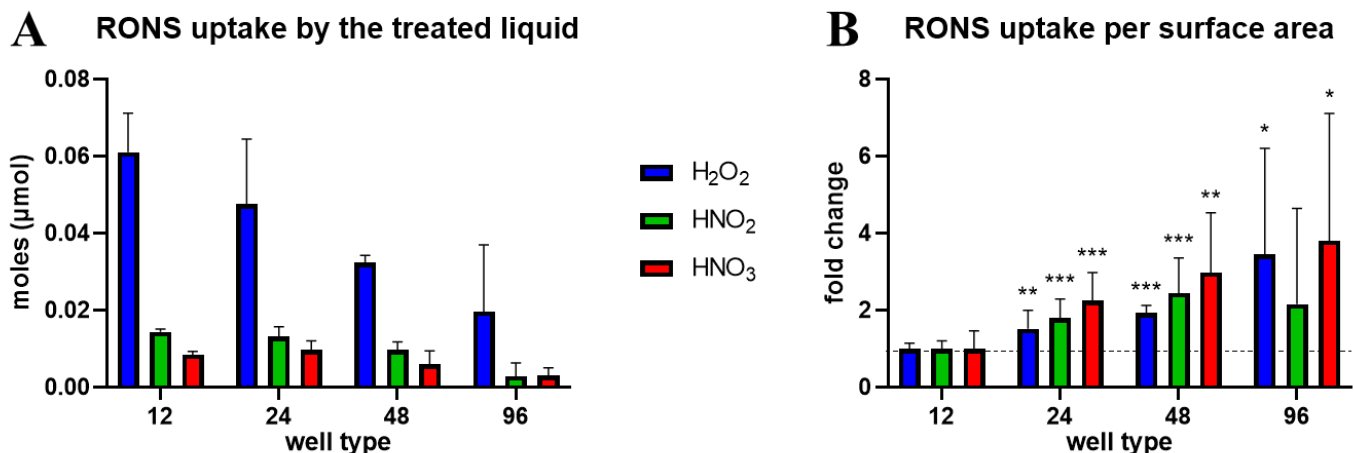 A RONS uptake by the treated liquid
moles (µmol)
0.08
0.06
0.04
0.02
0.00
12 24 48 96
well type
H₂O₂
HNO₂
HNO₃
B RONS uptake per surface area
fold change
8
6
4
2
0
** *** ***
*** *** **
* *
12 24 48 96
well type